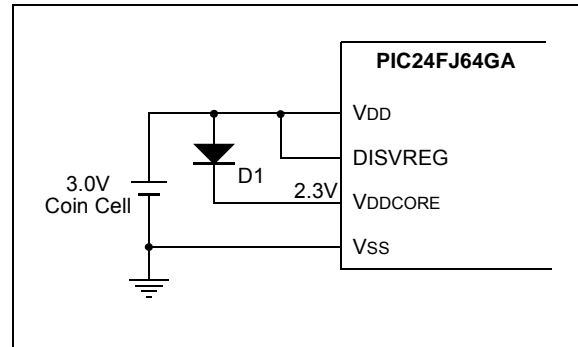 PIC24FJ64GA
VDD
DISVREG
D1
3.0V
Coin Cell
2.3V
VDDCORE
VSS